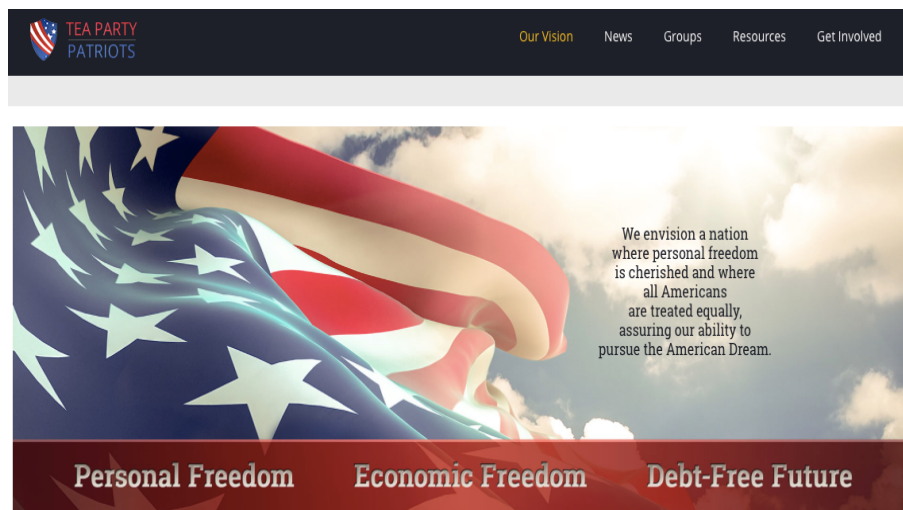 TEA PARTY
PATRIOTS
Our Vision News Groups Resources Get Involved
We envision a nation
where personal freedom
is cherished and where
all Americans
are treated equally,
assuring our ability to
pursue the American Dream.
Personal Freedom Economic Freedom Debt-Free Future